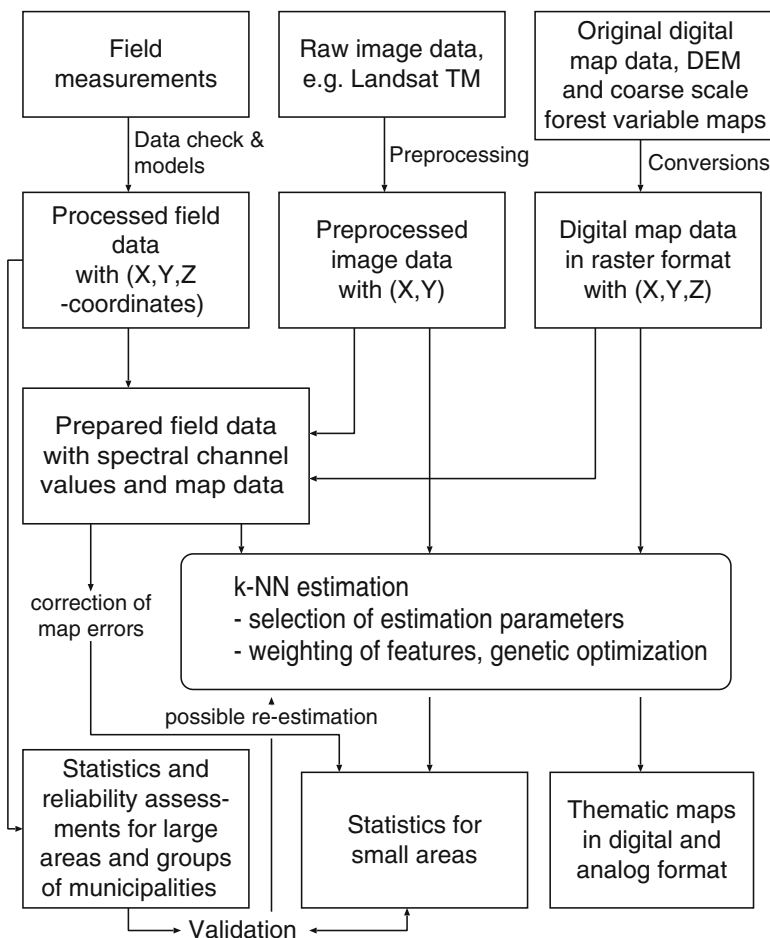 Field
measurements
Raw image data,
e.g. Landsat TM
Original digital
map data, DEM
and coarse scale
forest variable maps
Data check &
models
Preprocessing
Conversions
Processed field
data
with (X,Y,Z
-coordinates)
Preprocessed
image data
with (X,Y)
Digital map data
in raster format
with (X,Y,Z)
Prepared field data
with spectral channel
values and map data
correction of
map errors
k-NN estimation
- selection of estimation parameters
- weighting of features, genetic optimization
possible re-estimation
Statistics and
reliability assess-
ments for large
areas and groups
of municipalities
Statistics for
small areas
Thematic maps
in digital and
analog format
Validation